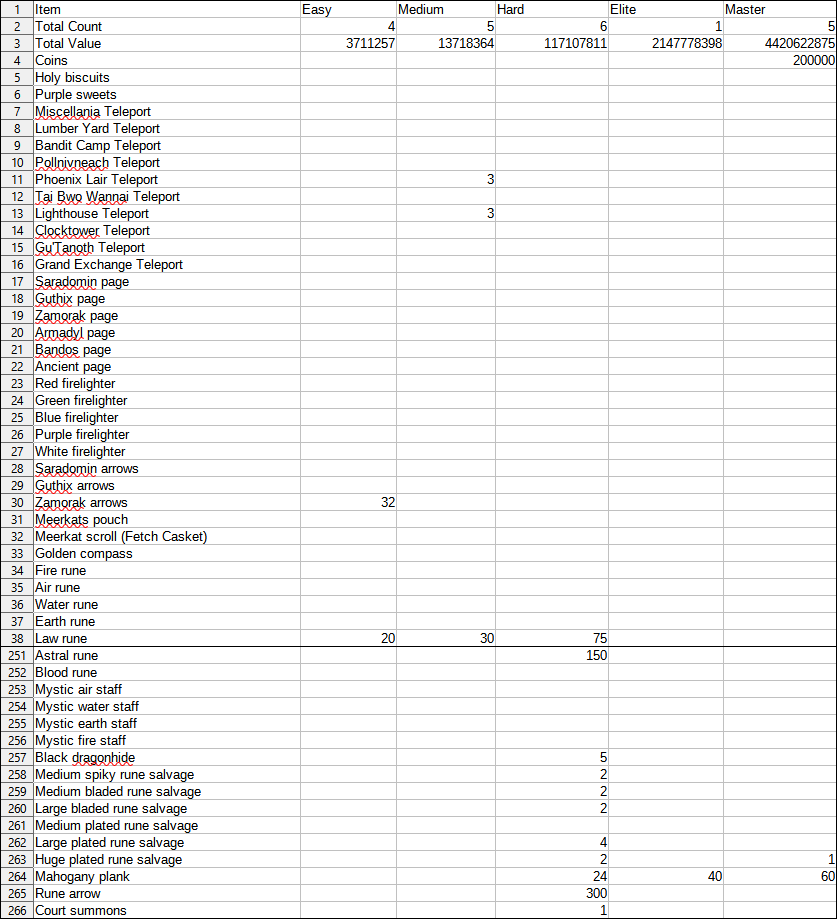 1 Item Easy Medium Hard Elite Master
2 Total Count 4 5 6 1 5
3 Total Value 3711257 13718364 117107811 2147778398 4420622875
4 Coins 200000
5 Holy biscuits
6 Purple sweets
7 Miscellania Teleport
8 Lumber Yard Teleport
9 Bandit Camp Teleport
10 Pollnivneach Teleport
11 Phoenix Lair Teleport 3
12 Tai Bwo Wannai Teleport
13 Lighthouse Teleport 3
14 Clocktower Teleport
15 Gu'Tanoth Teleport
16 Grand Exchange Teleport
17 Saradomin page
18 Guthix page
19 Zamorak page
20 Armadyl page
21 Bandos page
22 Ancient page
23 Red firelighter
24 Green firelighter
25 Blue firelighter
26 Purple firelighter
27 White firelighter
28 Saradomin arrows
29 Guthix arrows
30 Zamorak arrows 32
31 Meerkats pouch
32 Meerkat scroll (Fetch Casket)
33 Golden compass
34 Fire rune
35 Air rune
36 Water rune
37 Earth rune
38 Law rune 20 30 75
251 Astral rune 150
252 Blood rune
253 Mystic air staff
254 Mystic water staff
255 Mystic earth staff
256 Mystic fire staff
257 Black dragonhide 5
258 Medium spiky rune salvage 2
259 Medium bladed rune salvage 2
260 Large bladed rune salvage 2
261 Medium plated rune salvage
262 Large plated rune salvage 4
263 Huge plated rune salvage 2 1
264 Mahogany plank 24 40 60
265 Rune arrow 300
266 Court summons 1